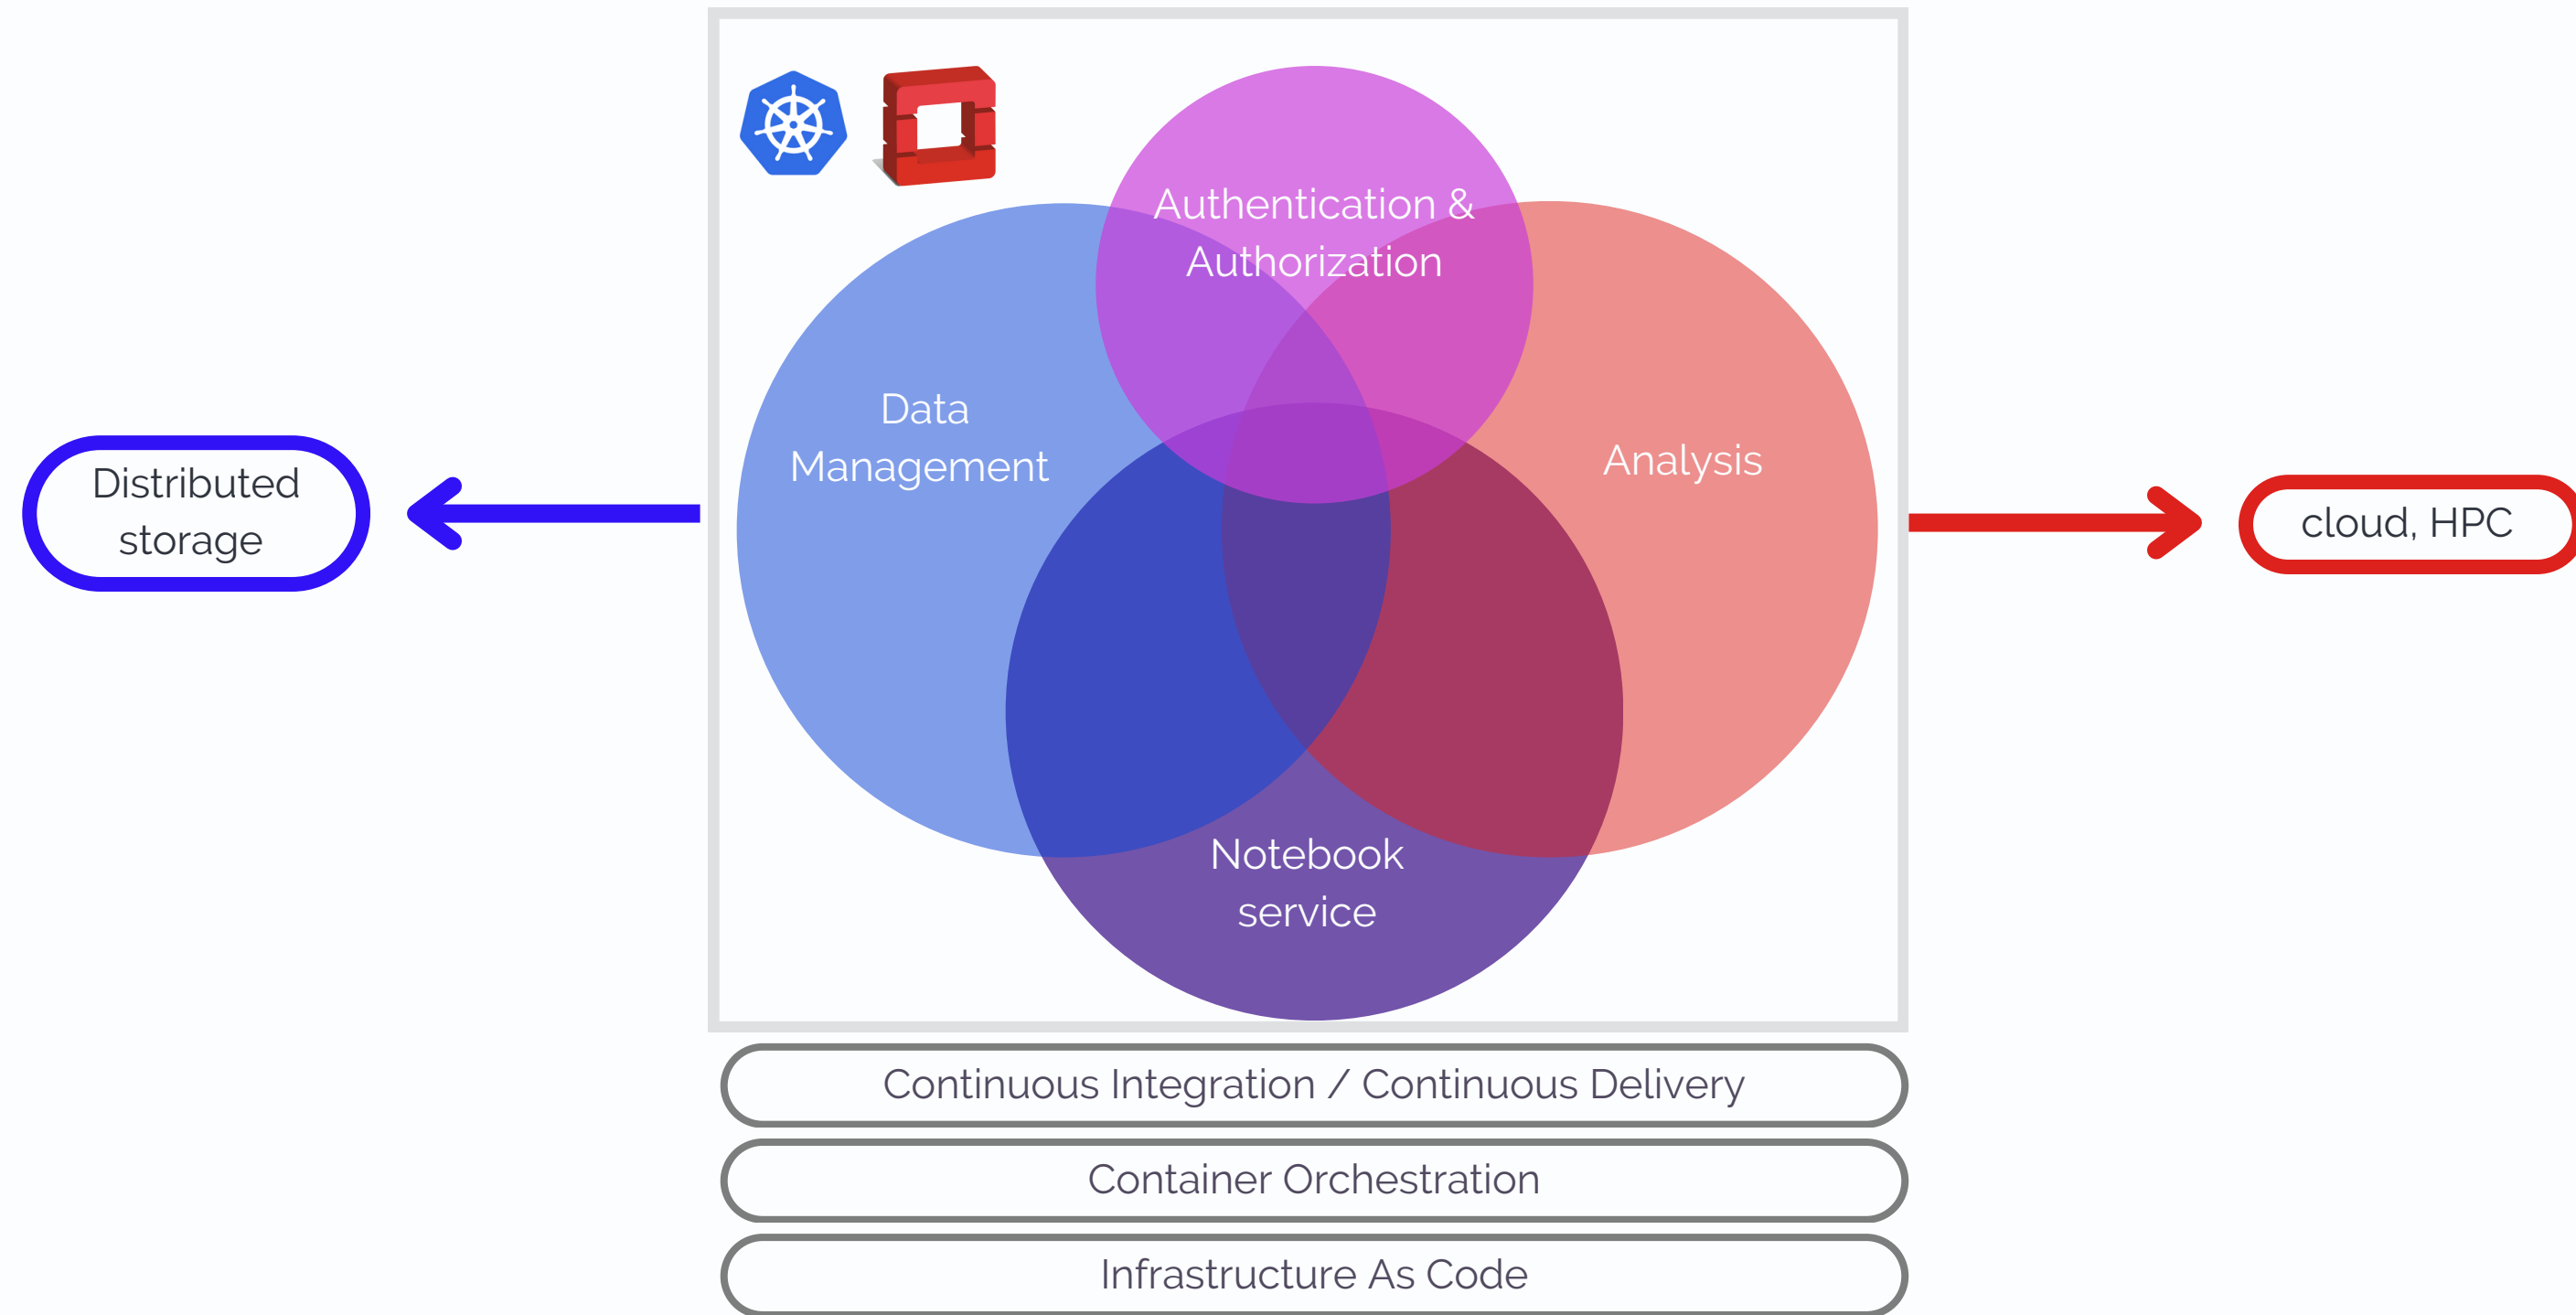 Authentication &
Authorization
Data
Management
Analysis
Distributed
storage
cloud, HPC
Notebook
service
Continuous Integration / Continuous Delivery
Container Orchestration
Infrastructure As Code